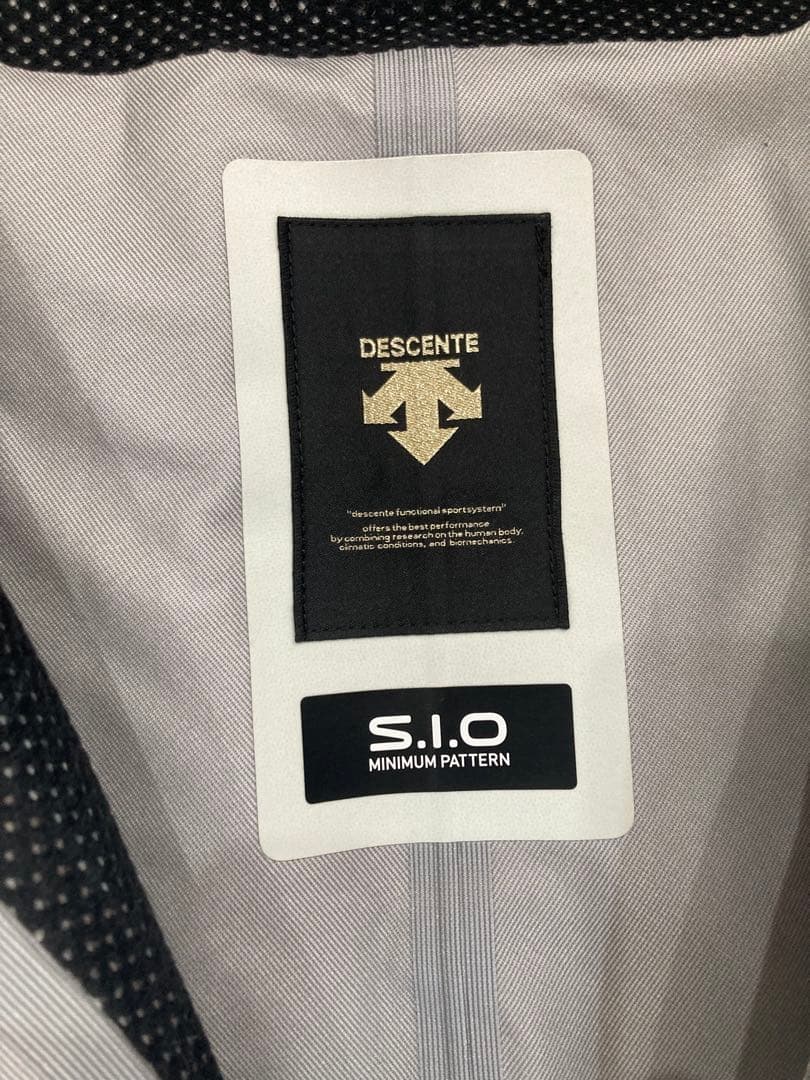 DESCENTE
"descente functional sportsystem"
offers the best performance
by combining research on the human body,
climatic conditions, and biomechanics.
S.I.O
MINIMUM PATTERN